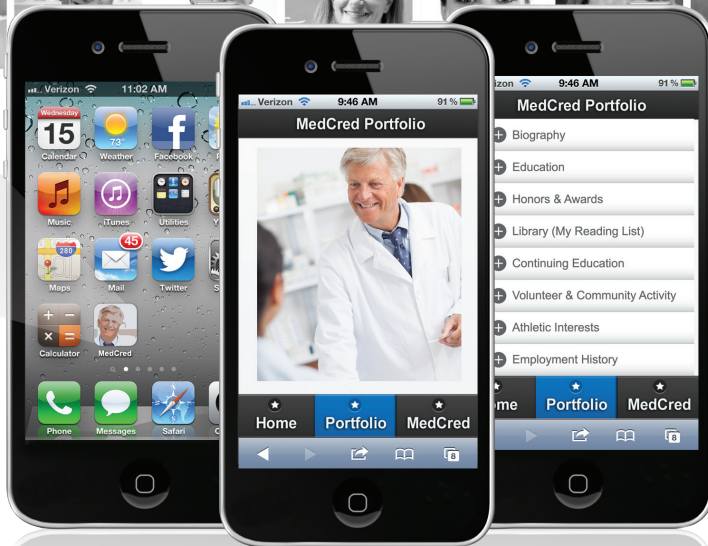 Verizon 11:02 AM
Wednesday
15
73°
Calendar Weather Facebook
Music iTunes Utilities
280
45
Maps Mail Twitter
Calculator MedCred
Phone Messages Safari
Verizon 9:46 AM 91%
MedCred Portfolio
Home Portfolio MedCred
8
9:46 AM 91%
MedCred Portfolio
Biography
Education
Honors & Awards
Library (My Reading List)
Continuing Education
Volunteer & Community Activity
Athletic Interests
Employment History
Portfolio MedCred
8